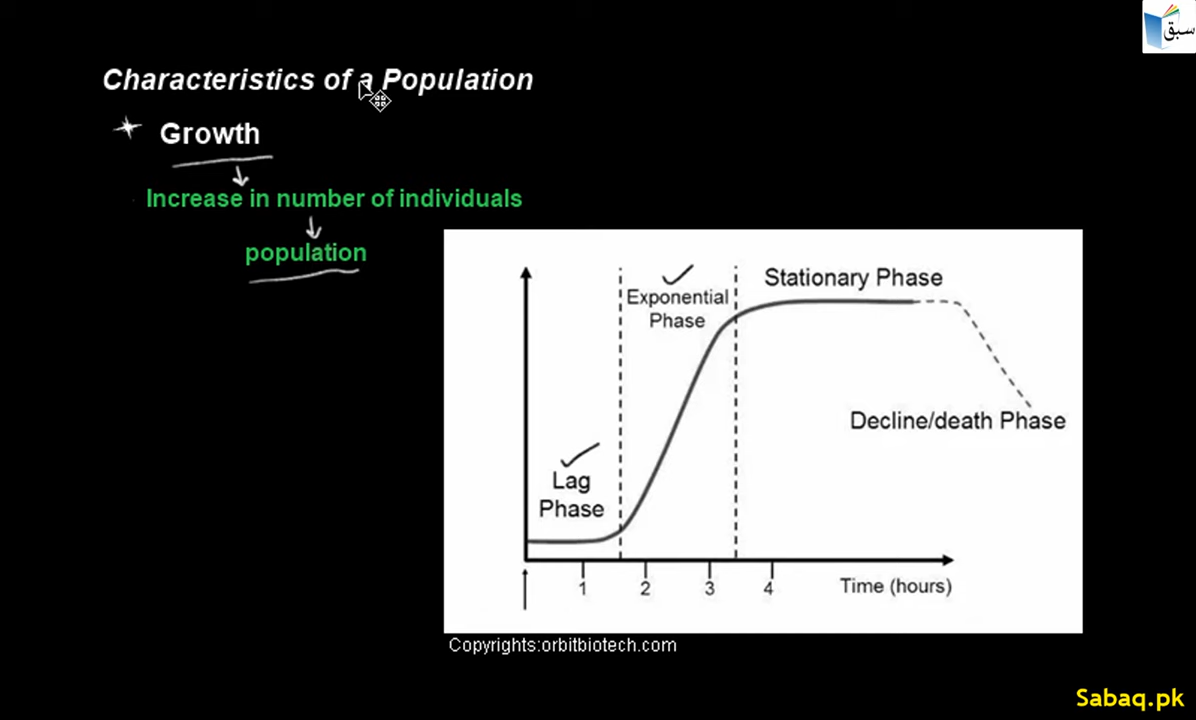 سبق
Characteristics of a Population
Growth
Increase in number of individuals
population
Stationary Phase
Exponential
Phase
Decline/death Phase
Lag
Phase
1 2 3 4 Time (hours)
Copyrights:orbitbiotech.com
Sabaq.pk